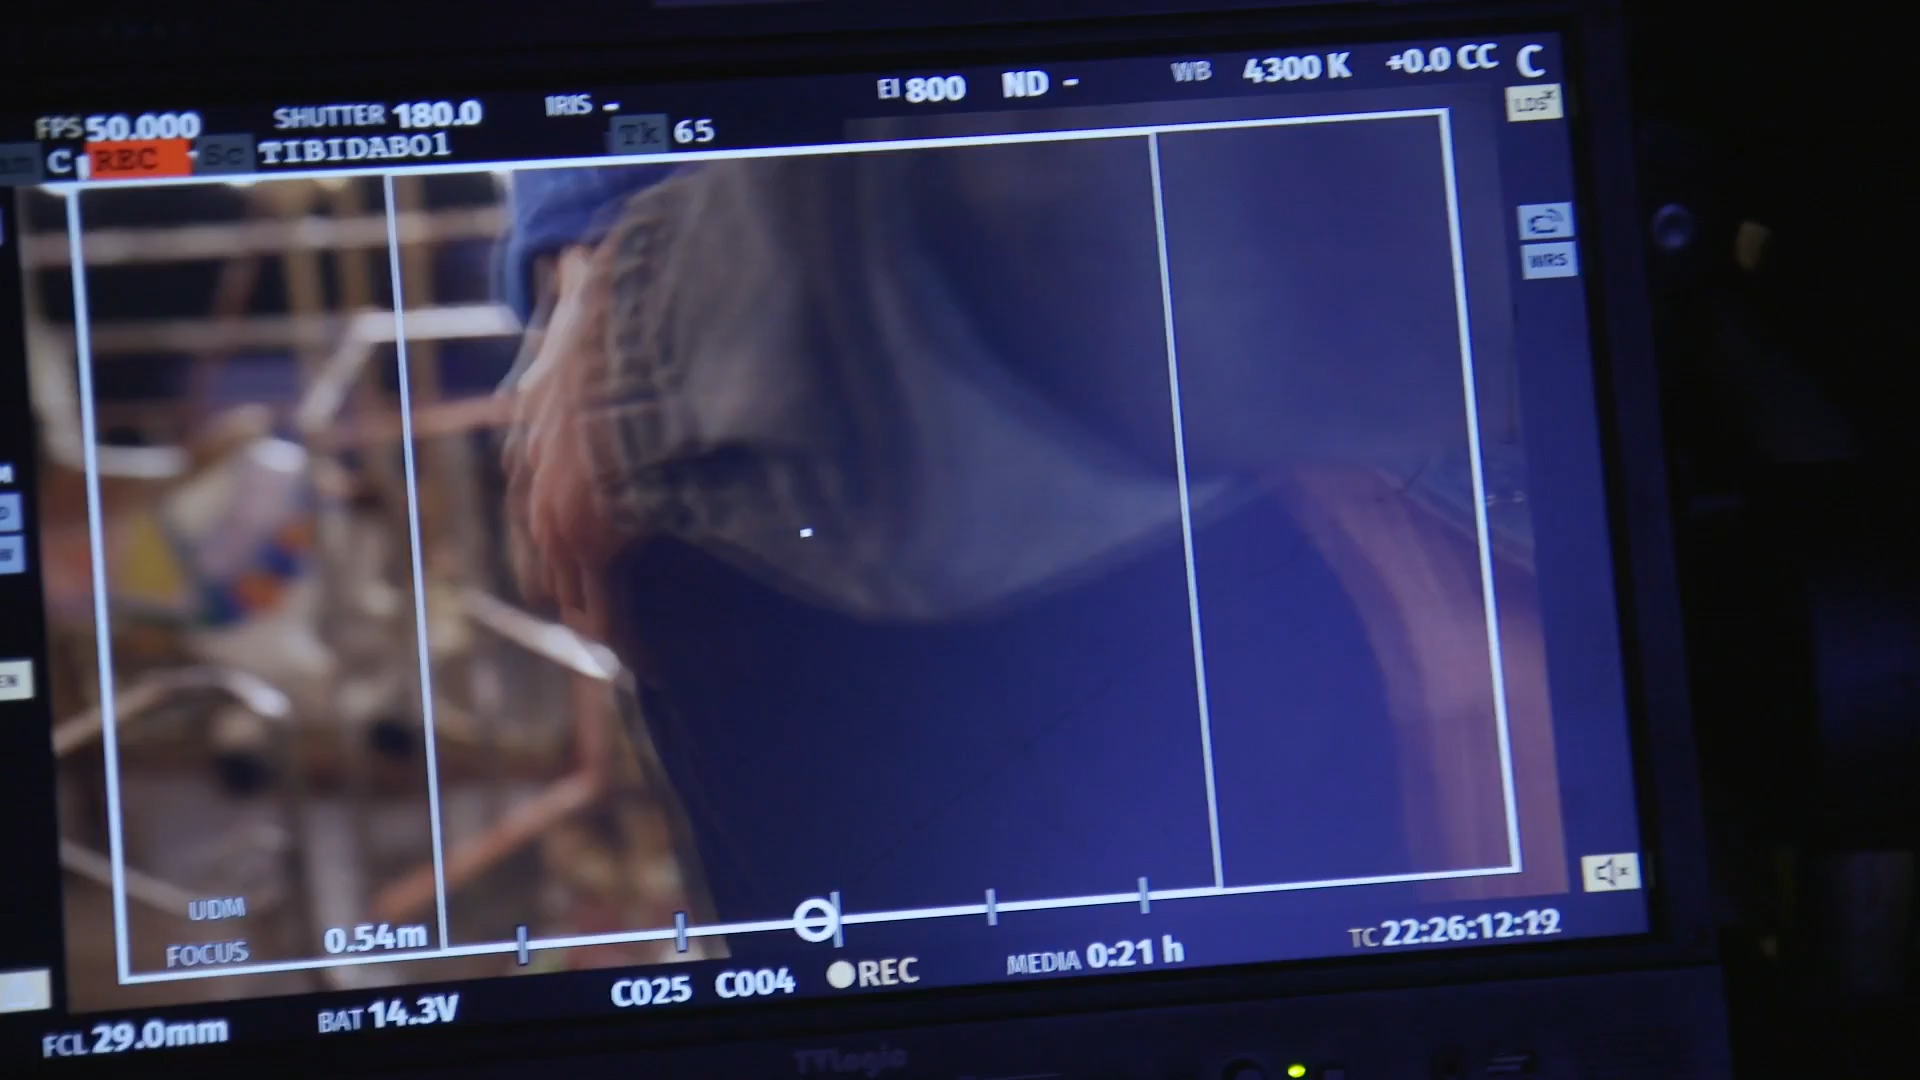 EI 800 ND - WB 4300 K +0.0 CC C
FPS 50.000 SHUTTER 180.0 IRIS -
LDS
C REC Sc TIBIDABO1 Tk 65
WRS
UDM
FOCUS 0.54m
TC 22:26:12:19
C025 C004 REC MEDIA 0:21 h
FCL 29.0mm BAT 14.3V
TVlogic